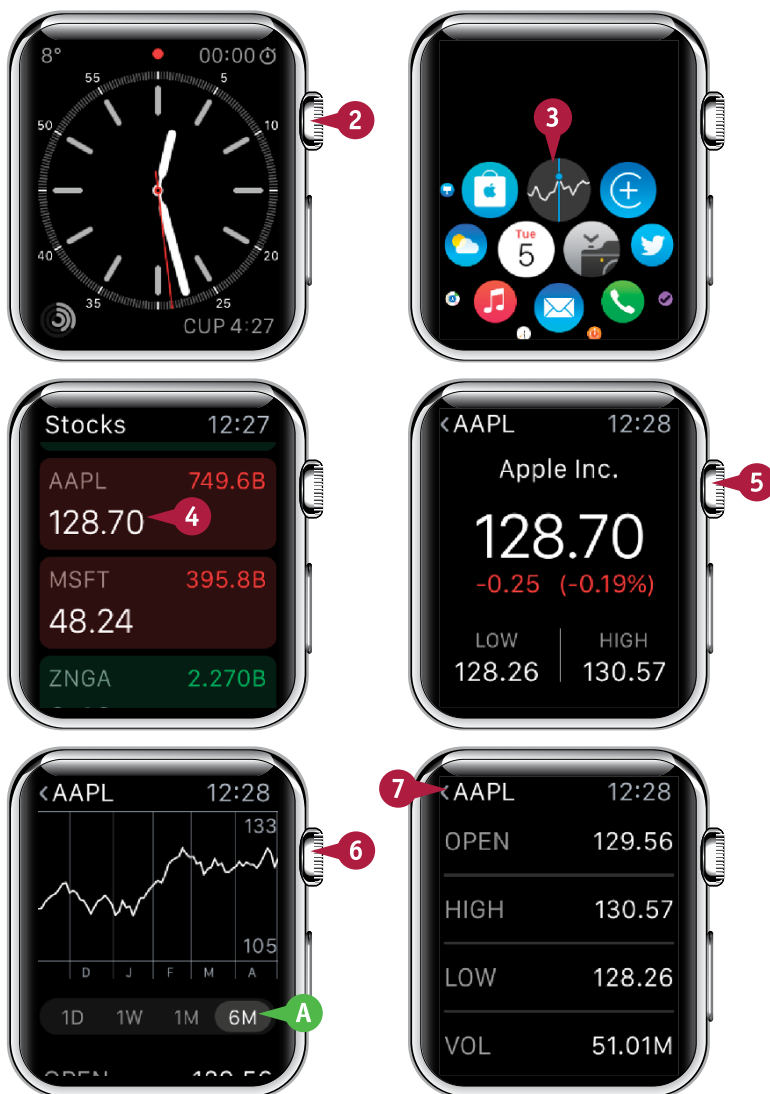 8° 00:00
55 5
50 10
40 20
35 25
CUP 4:27
2
3
Tue
5
Stocks 12:27
AAPL 749.6B
128.70
4
MSFT 395.8B
48.24
ZNGA 2.270B
<AAPL 12:28
Apple Inc.
128.70
-0.25 (-0.19%)
LOW HIGH
128.26 130.57
5
<AAPL 12:28
133
105
D J F M A
1D 1W 1M 6M
OPEN 129.56
6
A
7
<AAPL 12:28
OPEN 129.56
HIGH 130.57
LOW 128.26
VOL 51.01M